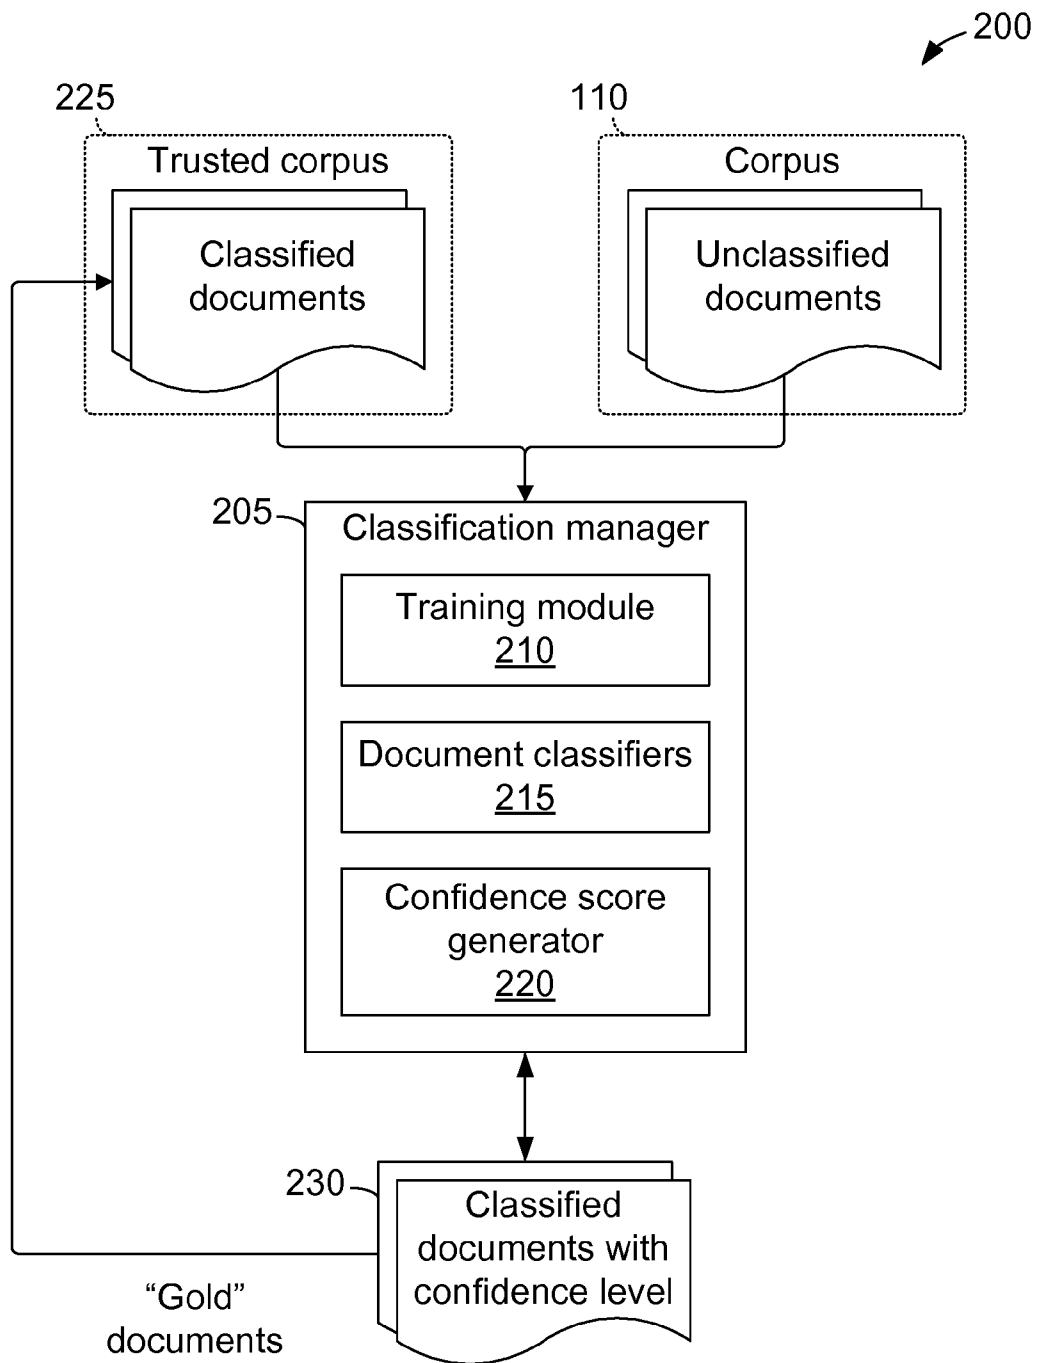 200
225
110
Trusted corpus
Classified
documents
Corpus
Unclassified
documents
205
Classification manager
Training module
210
Document classifiers
215
Confidence score
generator
220
230
Classified
documents with
confidence level
“Gold”
documents